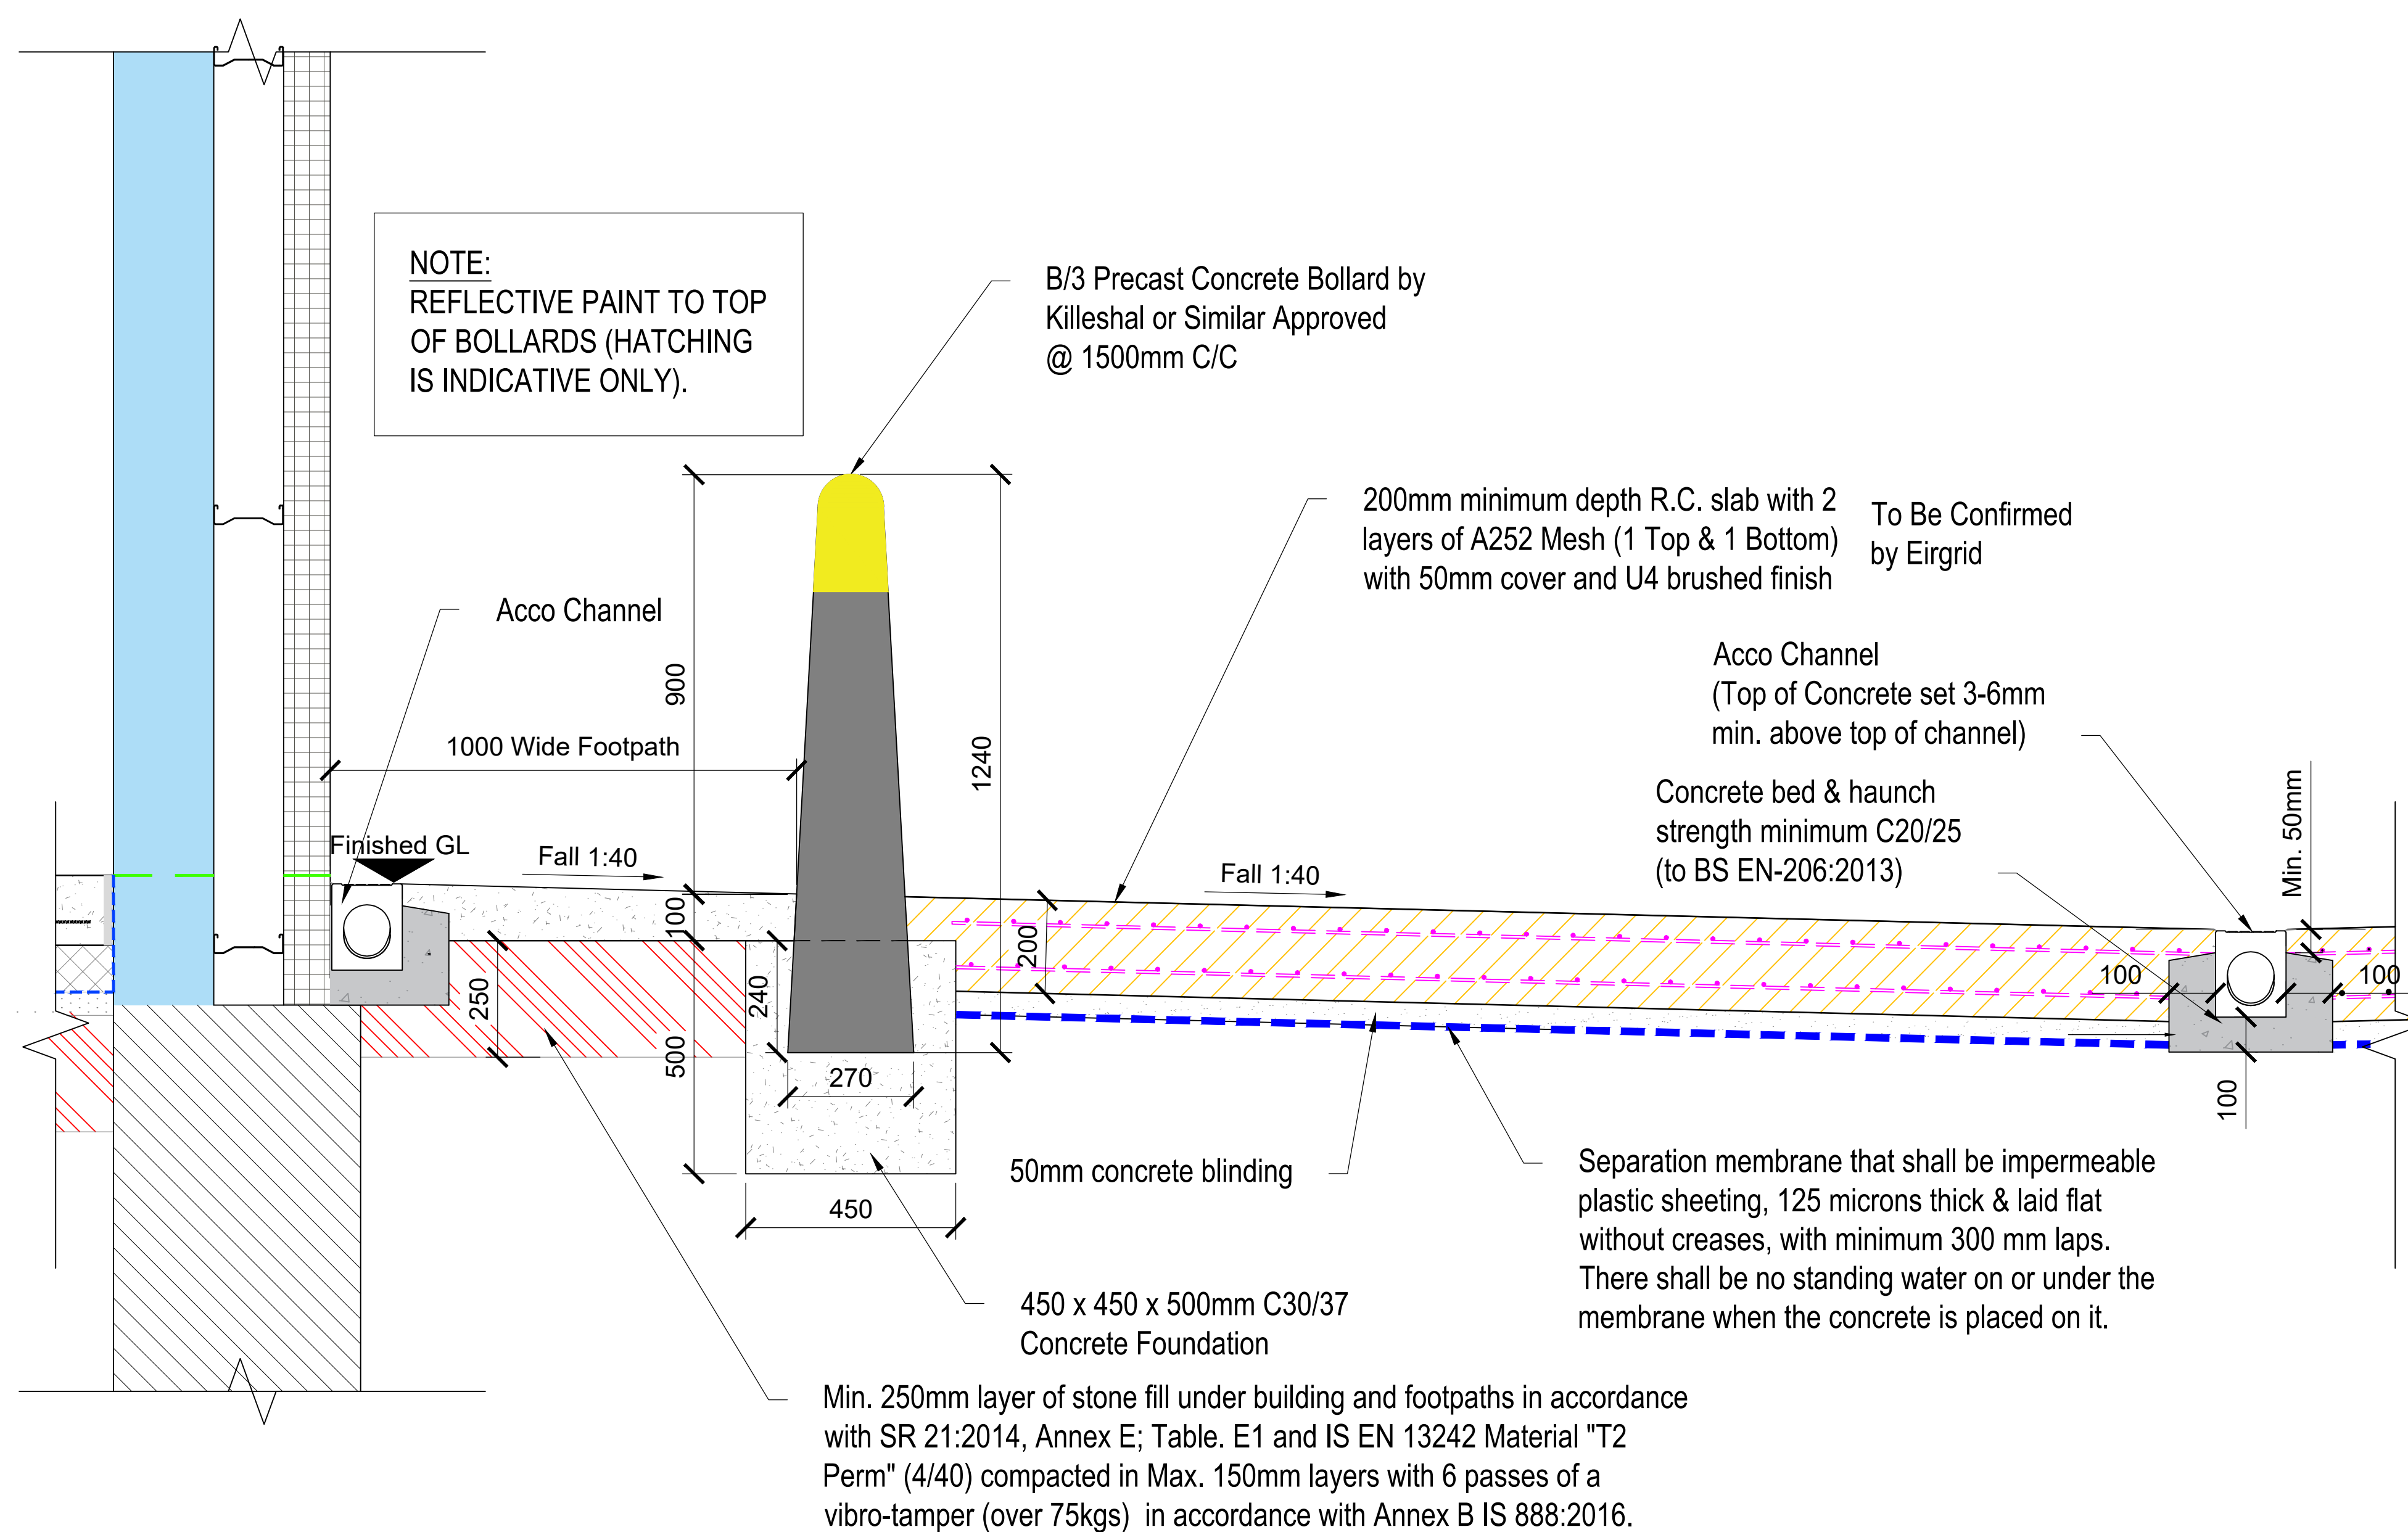 NOTE:
REFLECTIVE PAINT TO TOP
OF BOLLARDS (HATCHING
IS INDICATIVE ONLY).
B/3 Precast Concrete Bollard by
Killeshal or Similar Approved
@ 1500mm C/C
200mm minimum depth R.C. slab with 2
layers of A252 Mesh (1 Top & 1 Bottom)
with 50mm cover and U4 brushed finish
To Be Confirmed
by Eirgrid
Acco Channel
900
1240
1000 Wide Footpath
Acco Channel
(Top of Concrete set 3-6mm
min. above top of channel)
Concrete bed & haunch
strength minimum C20/25
(to BS EN-206:2013)
Min. 50mm
Finished GL
Fall 1:40
Fall 1:40
100
200
250
240
500
270
450
100
100
100
50mm concrete blinding
Separation membrane that shall be impermeable
plastic sheeting, 125 microns thick & laid flat
without creases, with minimum 300 mm laps.
There shall be no standing water on or under the
membrane when the concrete is placed on it.
450 x 450 x 500mm C30/37
Concrete Foundation
Min. 250mm layer of stone fill under building and footpaths in accordance
with SR 21:2014, Annex E; Table. E1 and IS EN 13242 Material "T2
Perm" (4/40) compacted in Max. 150mm layers with 6 passes of a
vibro-tamper (over 75kgs) in accordance with Annex B IS 888:2016.